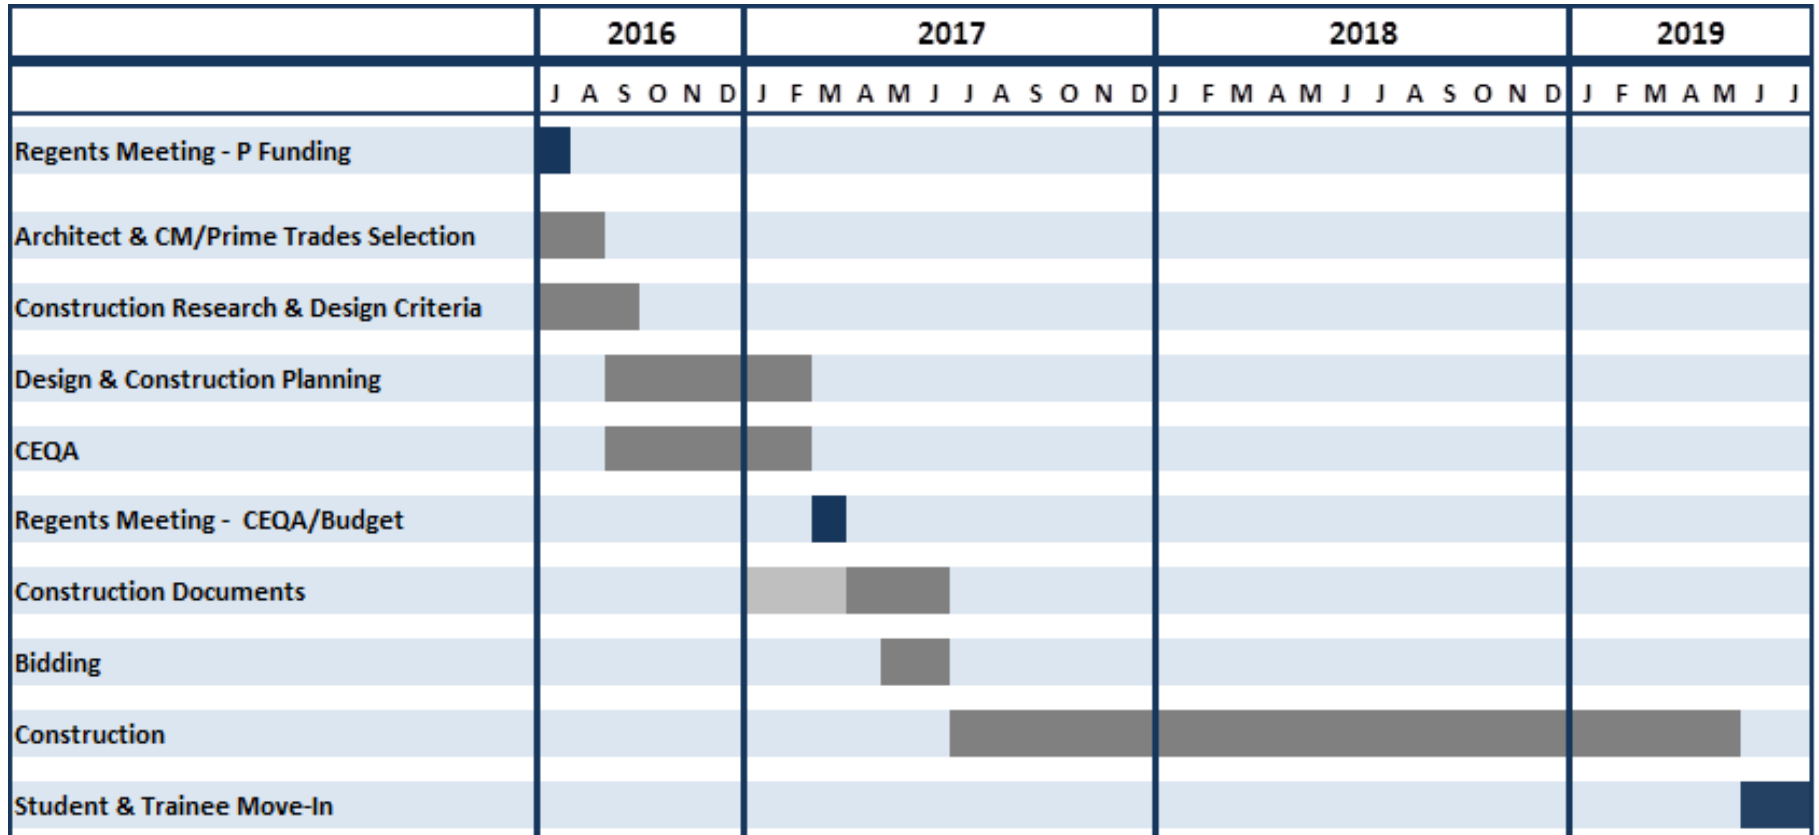 2016 2017 2018 2019
J A S O N D J F M A M J J A S O N D J F M A M J J A S O N D J F M A M J J
Regents Meeting - P Funding
Architect & CM/Prime Trades Selection
Construction Research & Design Criteria
Design & Construction Planning
CEQA
Regents Meeting - CEQA/Budget
Construction Documents
Bidding
Construction
Student & Trainee Move-In